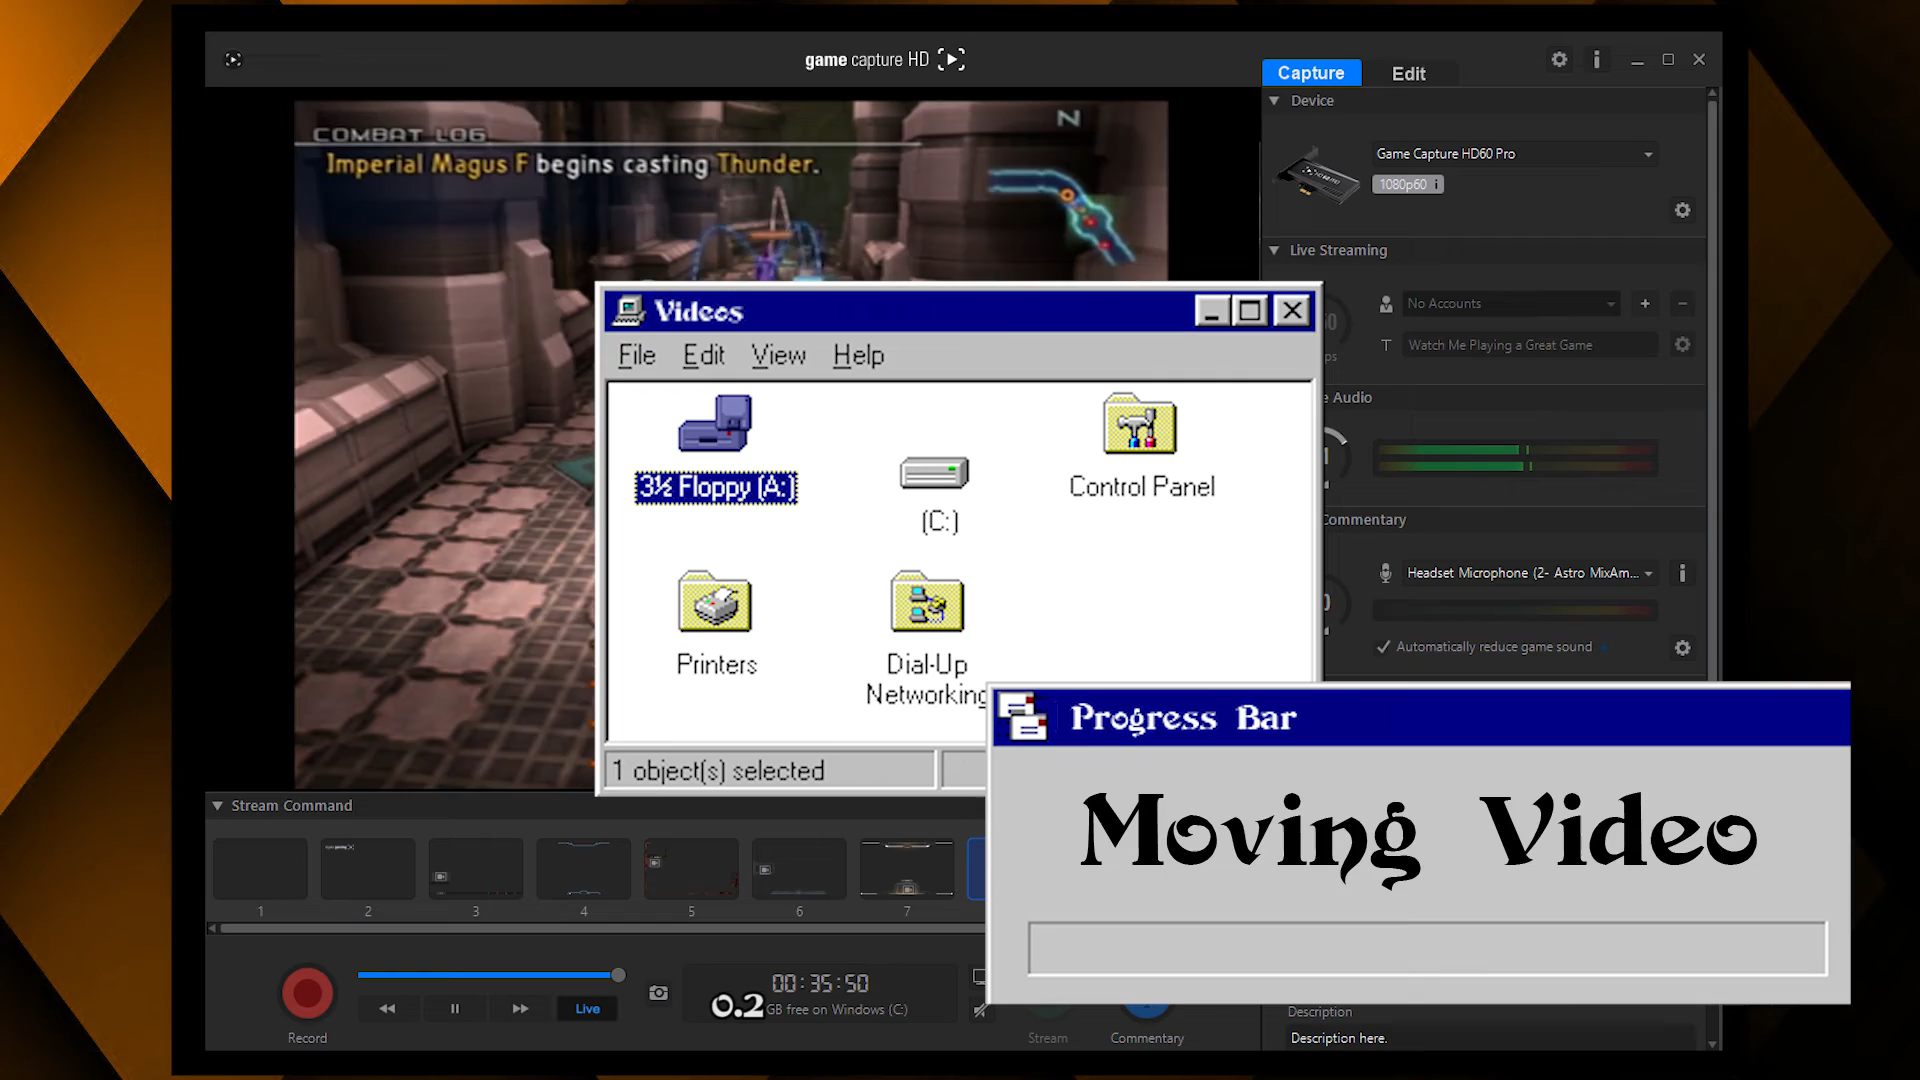 game capture HD
Capture
Edit
Device
COMBAT LOG
Imperial Magus F begins casting Thunder.
N
Game Capture HD60 Pro
1080p60 i
Live Streaming
No Accounts
+ −
T
Watch Me Playing a Great Game
Videos
File Edit View Help
3½ Floppy (A:)
(C:)
Control Panel
Printers
Dial-Up
Networking
1 object(s) selected
Audio
Commentary
Headset Microphone (2- Astro MixAm...
Automatically reduce game sound
Progress Bar
Moving Video
Stream Command
1 2 3 4 5 6 7
00:35:50
0.2 GB free on Windows (C:)
Live
Record
Stream
Commentary
Description
Description here.